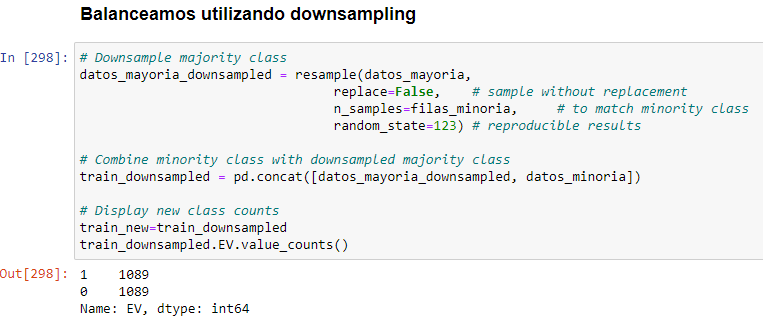 Balanceamos utilizando downsampling
In [298]: # Downsample majority class
datos_mayoria_downsampled = resample(datos_mayoria,
replace=False,    # sample without replacement
n_samples=filas_minoria,     # to match minority class
random_state=123) # reproducible results
# Combine minority class with downsampled majority class
train_downsampled = pd.concat([datos_mayoria_downsampled, datos_minoria])
# Display new class counts
train_new=train_downsampled
train_downsampled.EV.value_counts()
Out[298]: 1    1089
0    1089
Name: EV, dtype: int64